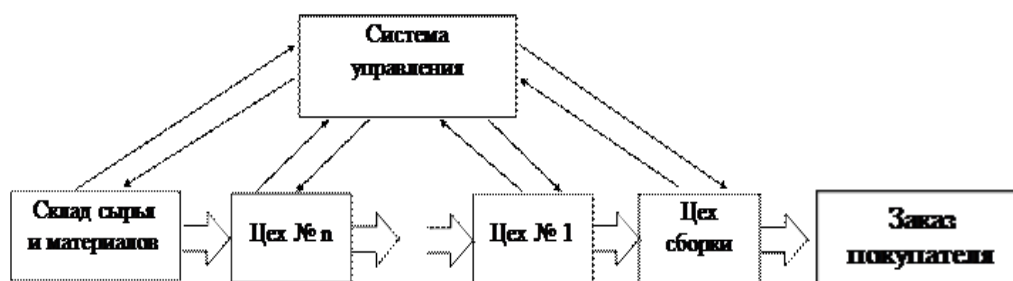 Система
управления
Склад сырья
и материалов
Цех № n
Цех № 1
Цех
сборки
Заказ
покупателя